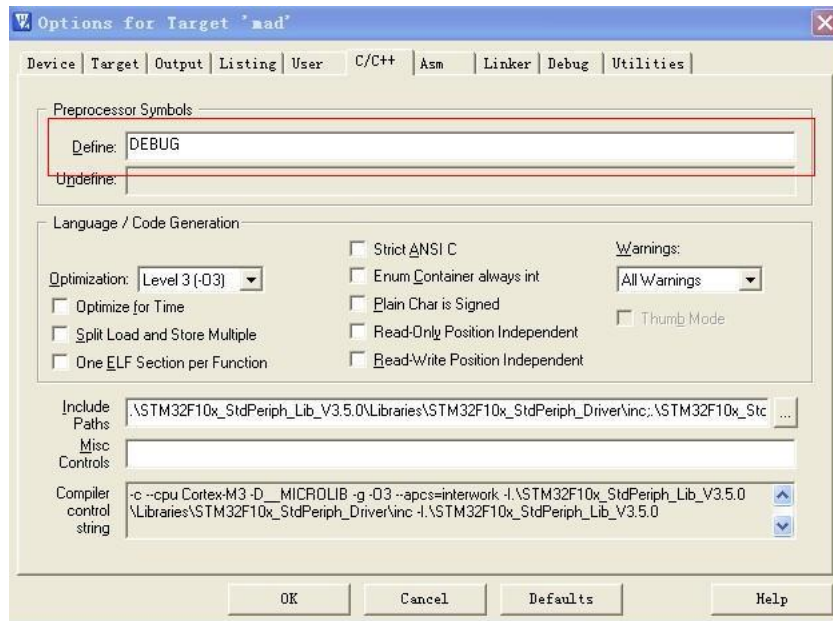 Options for Target 'mad'
Device Target Output Listing User C/C++ Asm Linker Debug Utilities
Preprocessor Symbols
Define: DEBUG
Undefine:
Language / Code Generation
Strict ANSI C
Warnings:
Optimization: Level 3 (-O3)
Enum Container always int
All Warnings
Optimize for Time
Plain Char is Signed
Thumb Mode
Split Load and Store Multiple
Read-Only Position Independent
One ELF Section per Function
Read-Write Position Independent
Include Paths
.\STM32F10x_StdPeriph_Lib_V3.5.0\Libraries\STM32F10x_StdPeriph_Driver\inc;.\STM32F10x_Stc
...
Misc Controls
Compiler control string
-c --cpu Cortex-M3 -D__MICROLIB -g -O3 --apcs=interwork -I.\STM32F10x_StdPeriph_Lib_V3.5.0
\Libraries\STM32F10x_StdPeriph_Driver\inc -I.\STM32F10x_StdPeriph_Lib_V3.5.0
OK Cancel Defaults Help